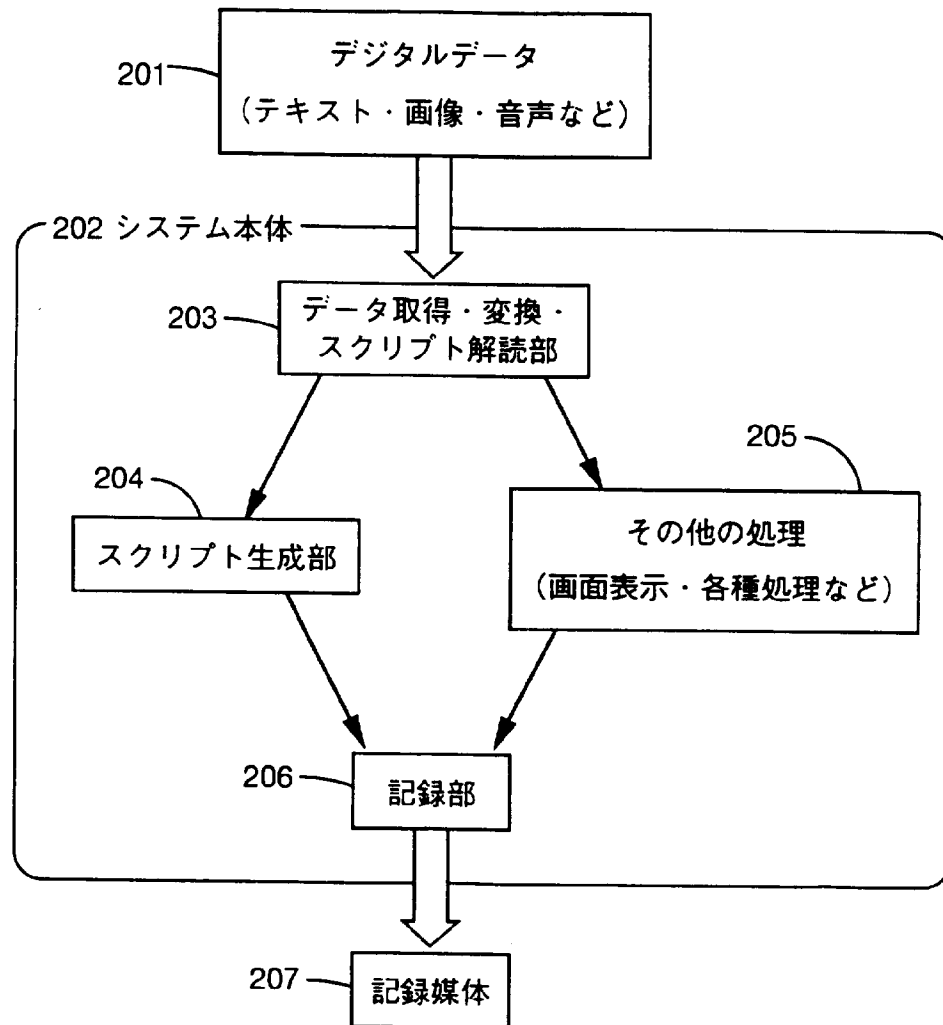 201
デジタルデータ
(テキスト・画像・音声など)
202 システム本体
203
データ取得・変換・
スクリプト解読部
204
スクリプト生成部
205
その他の処理
(画面表示・各種処理など)
206
記録部
207
記録媒体